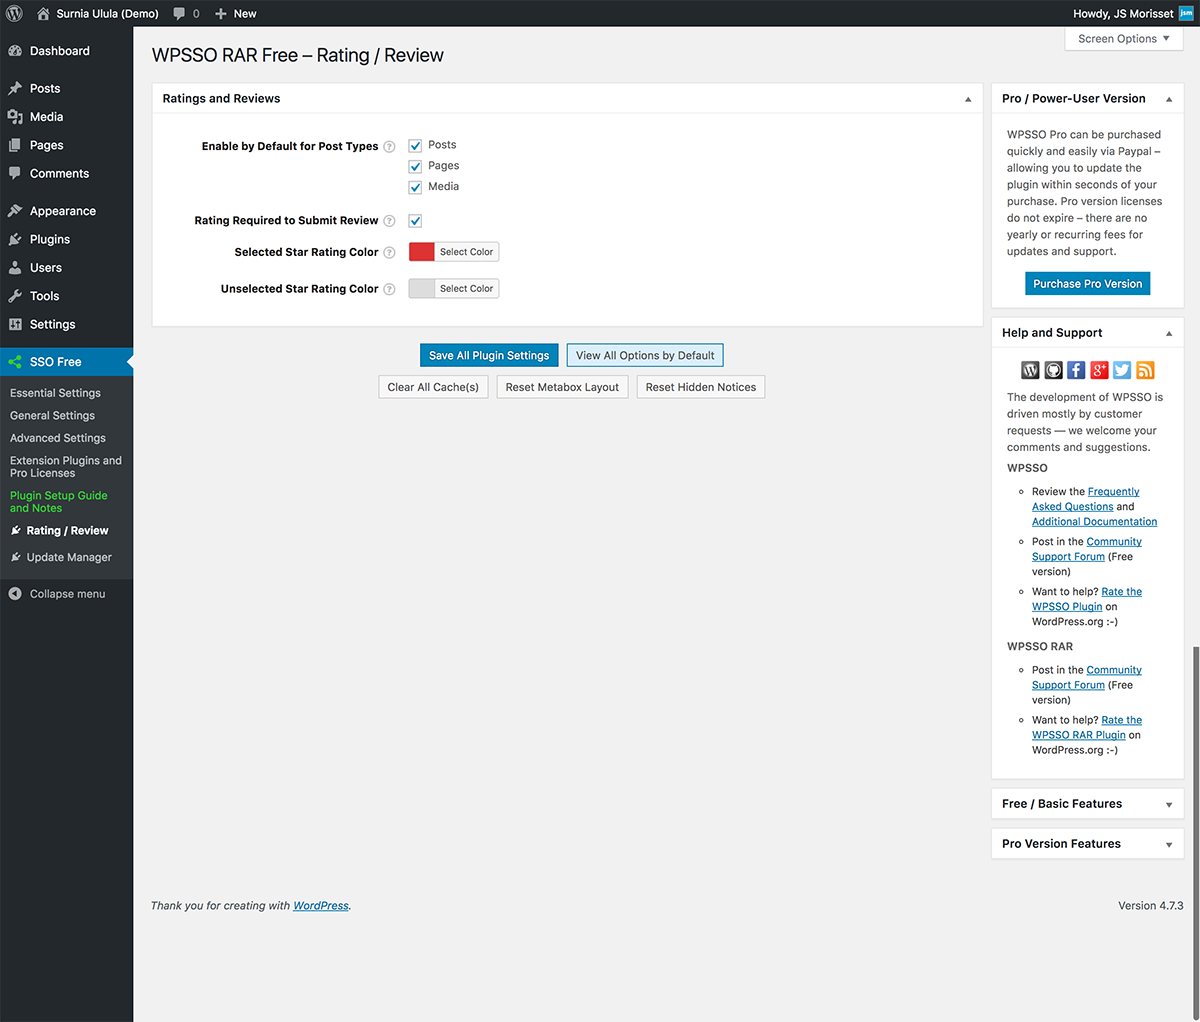 Surnia Ulula (Demo) 0 New Howdy, JS Morisset jsm
Screen Options
Dashboard
Posts
Media
Pages
Comments
Appearance
Plugins
Users
Tools
Settings
SSO Free
Essential Settings
General Settings
Advanced Settings
Extension Plugins and
Pro Licenses
Plugin Setup Guide
and Notes
Rating / Review
Update Manager
Collapse menu
WPSSO RAR Free – Rating / Review
Ratings and Reviews
Enable by Default for Post Types ? Posts
Pages
Media
Rating Required to Submit Review ?
Selected Star Rating Color ? Select Color
Unselected Star Rating Color ? Select Color
Save All Plugin Settings View All Options by Default
Clear All Cache(s) Reset Metabox Layout Reset Hidden Notices
Pro / Power-User Version
WPSSO Pro can be purchased
quickly and easily via Paypal –
allowing you to update the
plugin within seconds of your
purchase. Pro version licenses
do not expire – there are no
yearly or recurring fees for
updates and support.
Purchase Pro Version
Help and Support
The development of WPSSO is
driven mostly by customer
requests — we welcome your
comments and suggestions.
WPSSO
Review the Frequently
Asked Questions and
Additional Documentation
Post in the Community
Support Forum (Free
version)
Want to help? Rate the
WPSSO Plugin on
WordPress.org :-)
WPSSO RAR
Post in the Community
Support Forum (Free
version)
Want to help? Rate the
WPSSO RAR Plugin on
WordPress.org :-)
Free / Basic Features
Pro Version Features
Thank you for creating with WordPress. Version 4.7.3